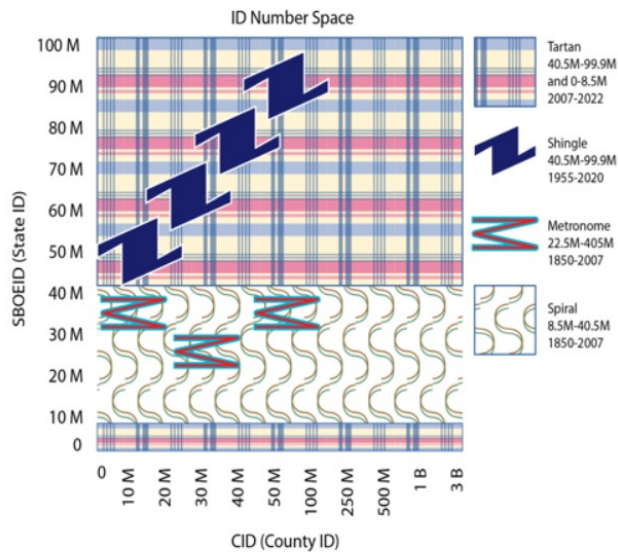 ID Number Space
100 M
90 M
80 M
70 M
60 M
50 M
40 M
30 M
20 M
10 M
0
SBOEID (State ID)
0
10 M
20 M
30 M
40 M
50 M
100 M
250 M
500 M
1 B
3 B
CID (County ID)
Tartan
40.5M-99.9M
and 0-8.5M
2007-2022
Shingle
40.5M-99.9M
1955-2020
Metronome
22.5M-405M
1850-2007
Spiral
8.5M-40.5M
1850-2007